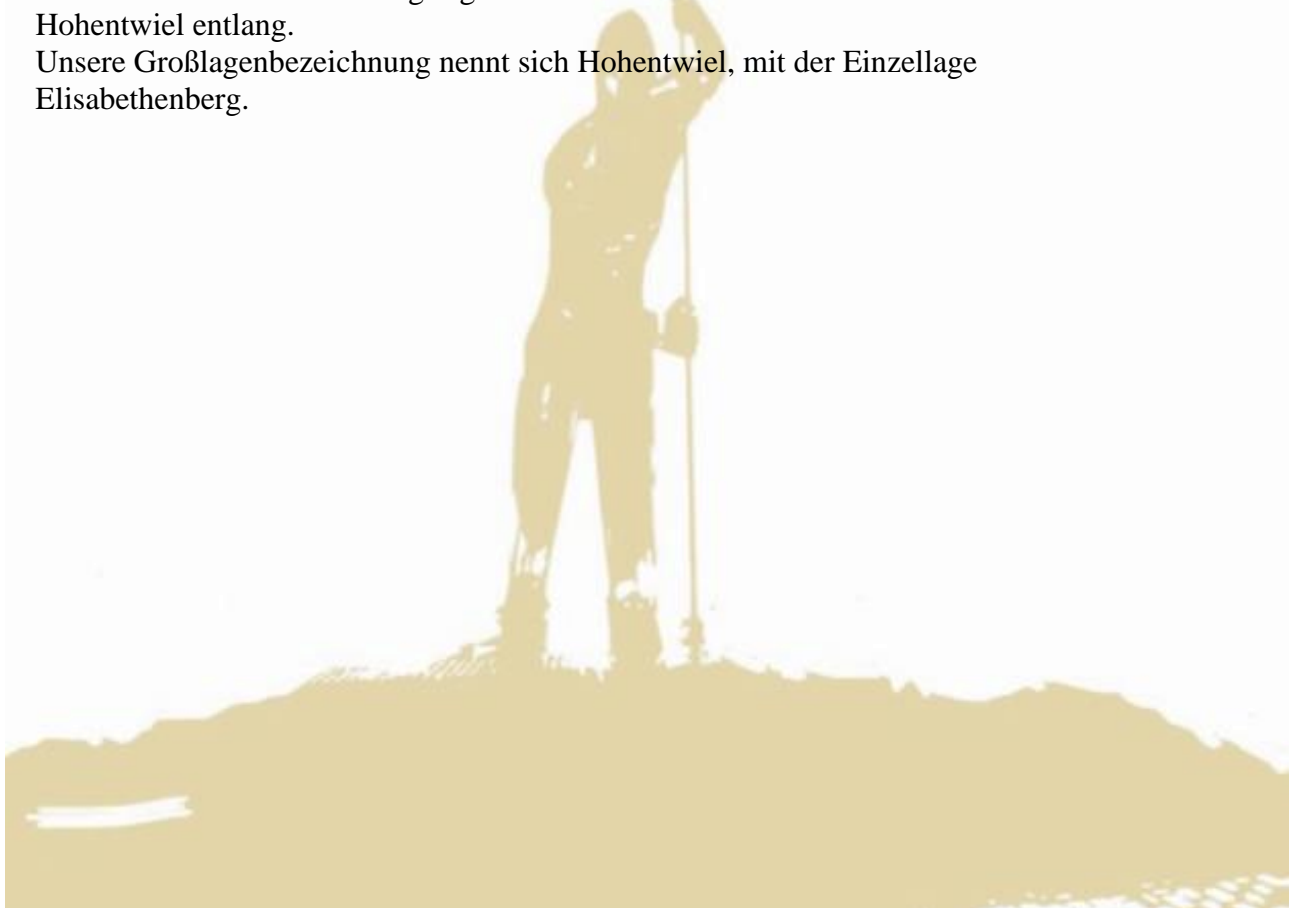 Hohentwiel entlang.
Unsere Großlagenbezeichnung nennt sich Hohentwiel, mit der Einzellage
Elisabethenberg.